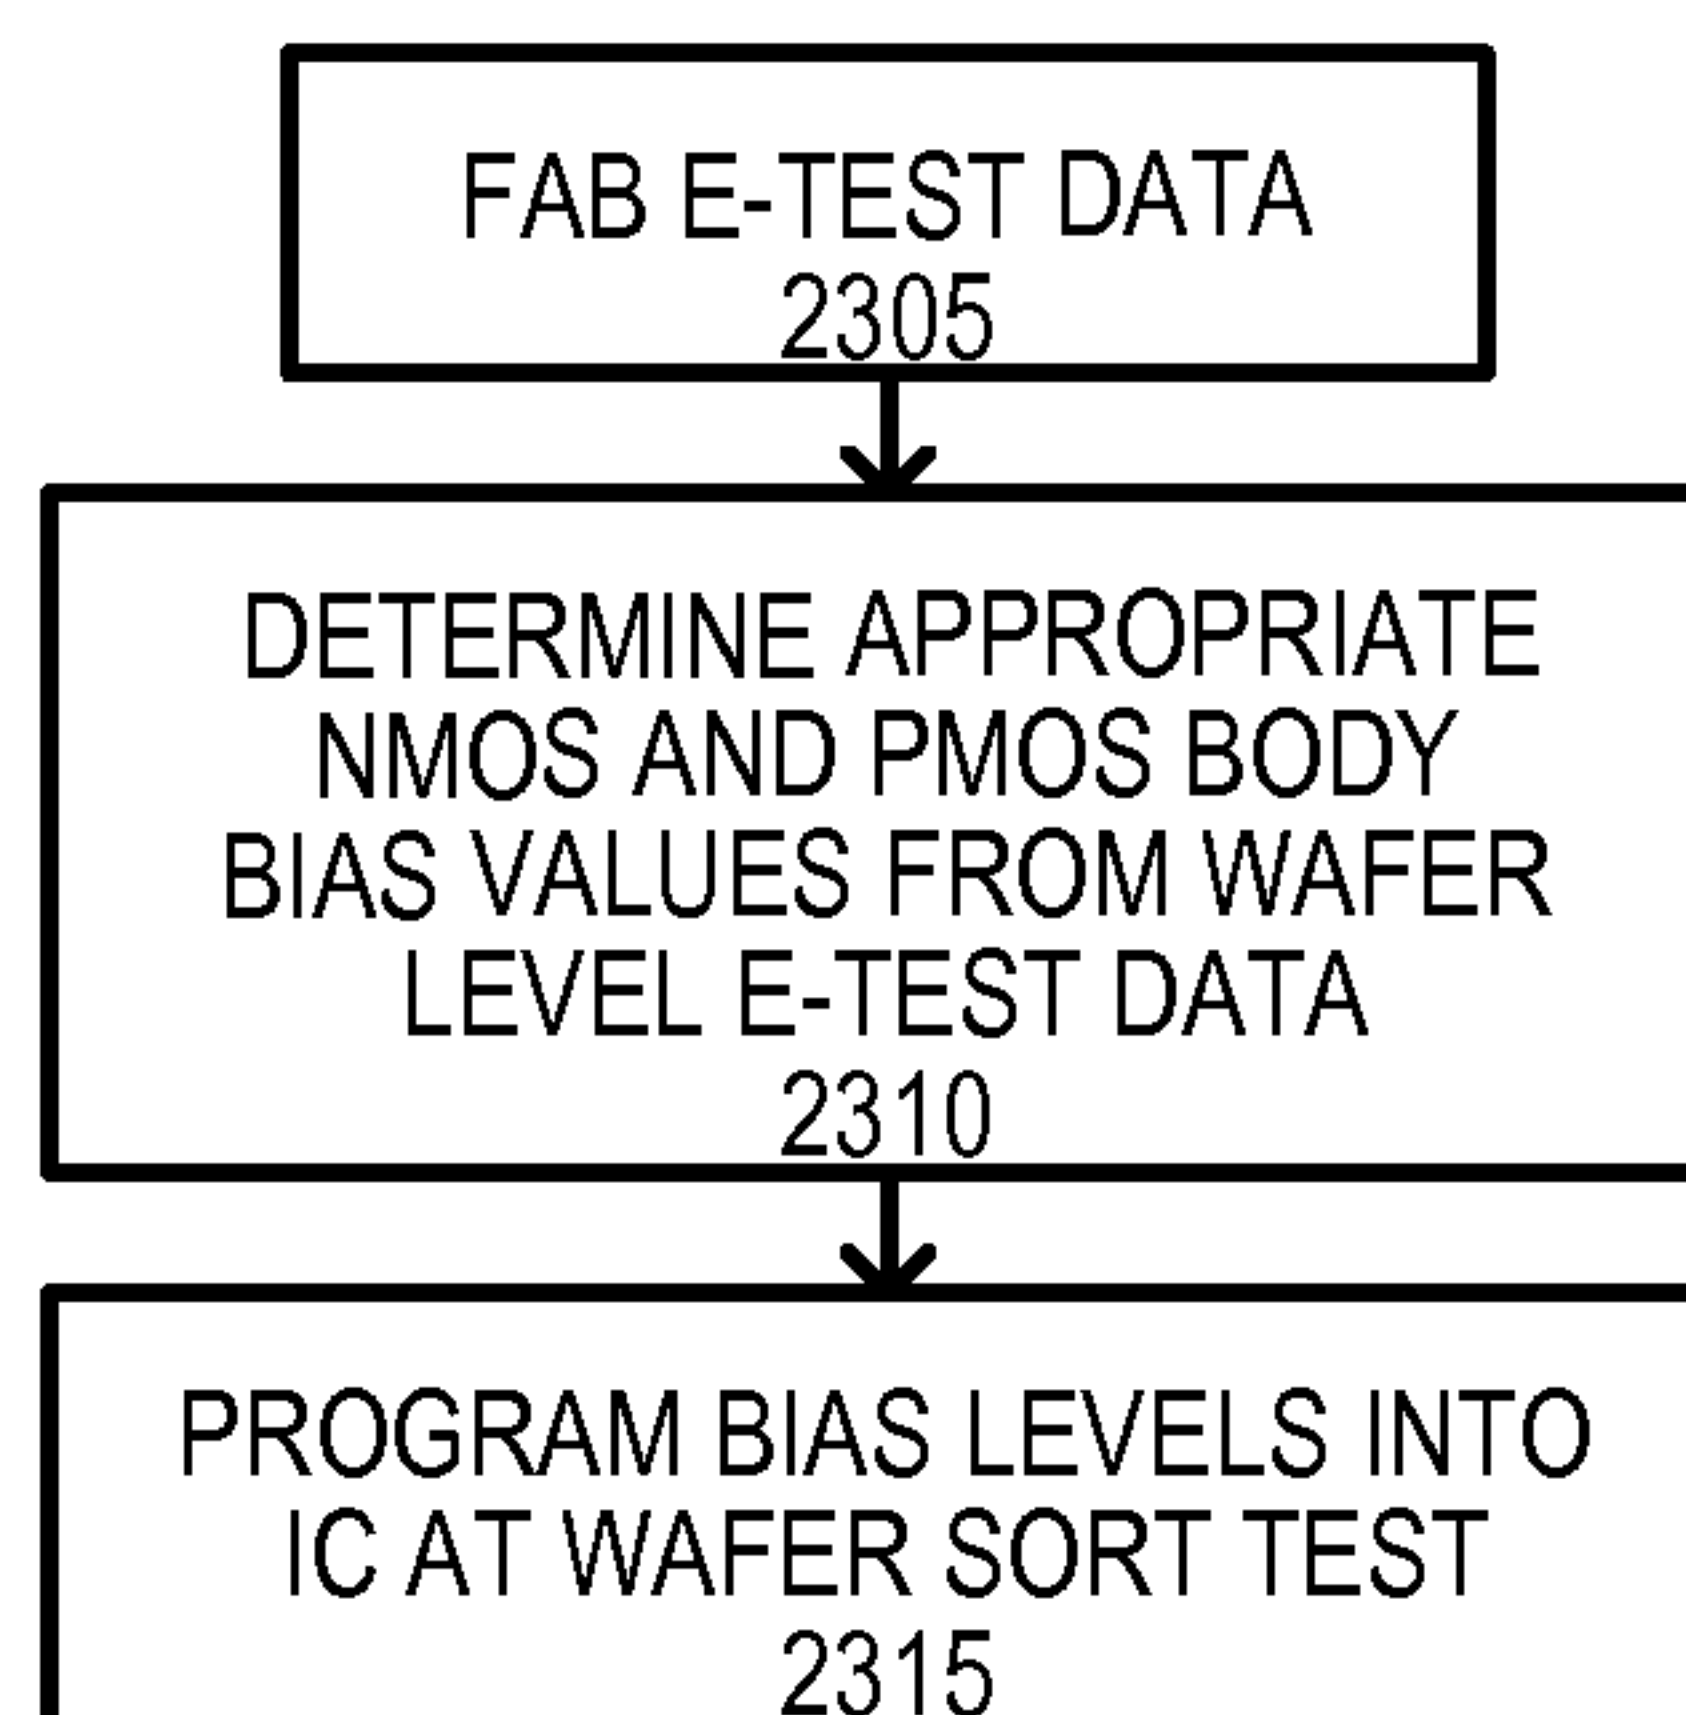 FAB E-TEST DATA
2305
DETERMINE APPROPRIATE
NMOS AND PMOS BODY
BIAS VALUES FROM WAFER
LEVEL E-TEST DATA
2310
PROGRAM BIAS LEVELS INTO
IC AT WAFER SORT TEST
2315